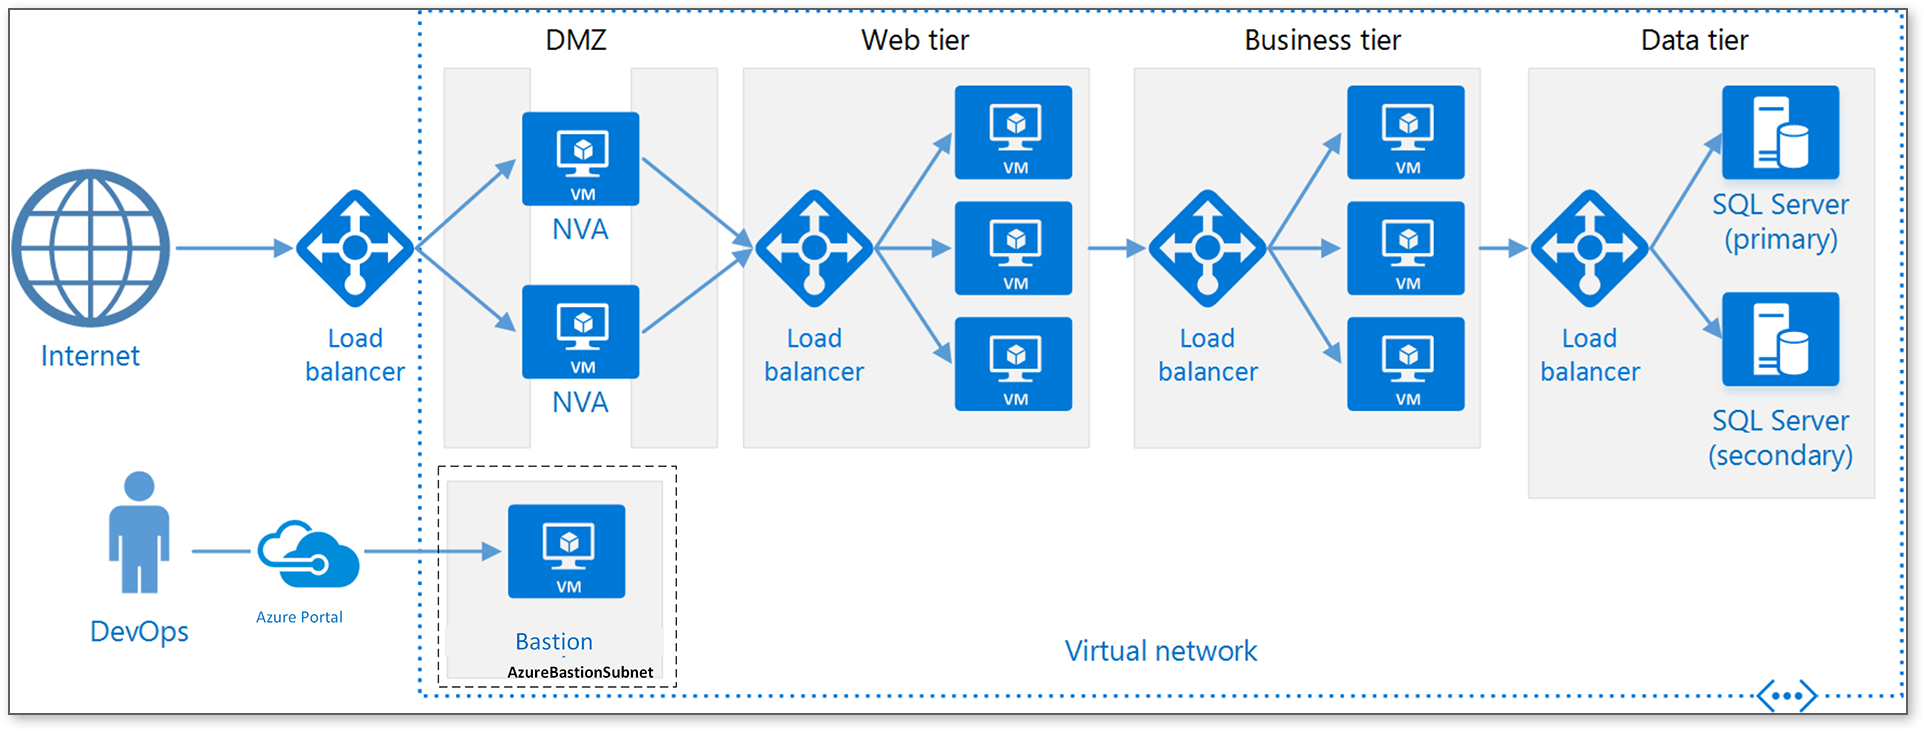 DMZ
Web tier
Business tier
Data tier
VM
NVA
VM
NVA
Internet
Load
balancer
Load
balancer
VM
VM
VM
Load
balancer
VM
VM
VM
Load
balancer
SQL Server
(primary)
SQL Server
(secondary)
DevOps
Azure Portal
VM
Bastion
AzureBastionSubnet
Virtual network